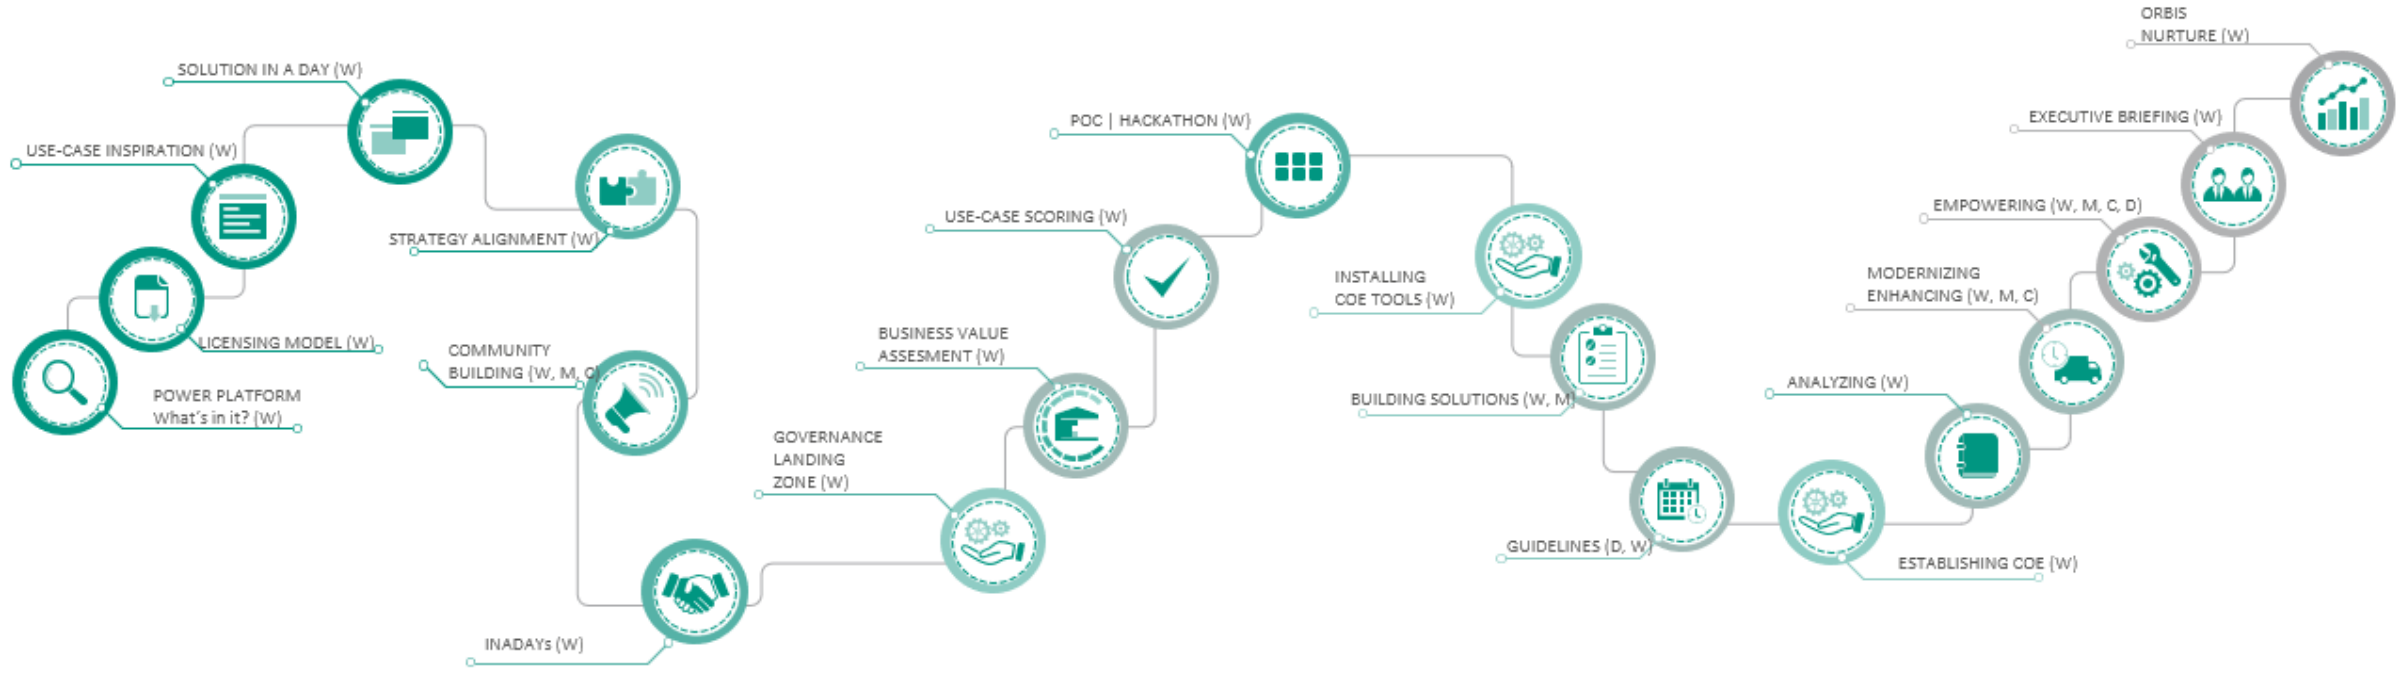 POWER PLATFORM
What's in it? (W)
LICENSING MODEL (W)
USE-CASE INSPIRATION (W)
SOLUTION IN A DAY (W)
STRATEGY ALIGNMENT (W)
COMMUNITY
BUILDING (W, M, C)
INADAYs (W)
GOVERNANCE
LANDING
ZONE (W)
BUSINESS VALUE
ASSESMENT (W)
USE-CASE SCORING (W)
POC | HACKATHON (W)
INSTALLING
COE TOOLS (W)
BUILDING SOLUTIONS (W, M)
GUIDELINES (D, W)
ESTABLISHING COE (W)
ANALYZING (W)
MODERNIZING
ENHANCING (W, M, C)
EMPOWERING (W, M, C, D)
EXECUTIVE BRIEFING (W)
ORBIS
NURTURE (W)